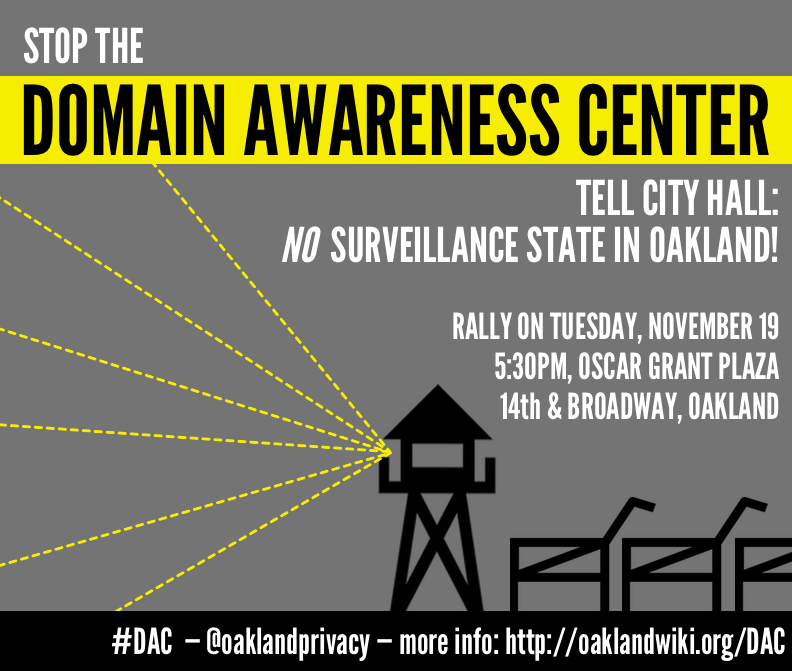 STOP THE
DOMAIN AWARENESS CENTER
TELL CITY HALL:
NO SURVEILLANCE STATE IN OAKLAND!
RALLY ON TUESDAY, NOVEMBER 19
5:30PM, OSCAR GRANT PLAZA
14th & BROADWAY, OAKLAND
#DAC – @oaklandprivacy – more info: http://oaklandwiki.org/DAC